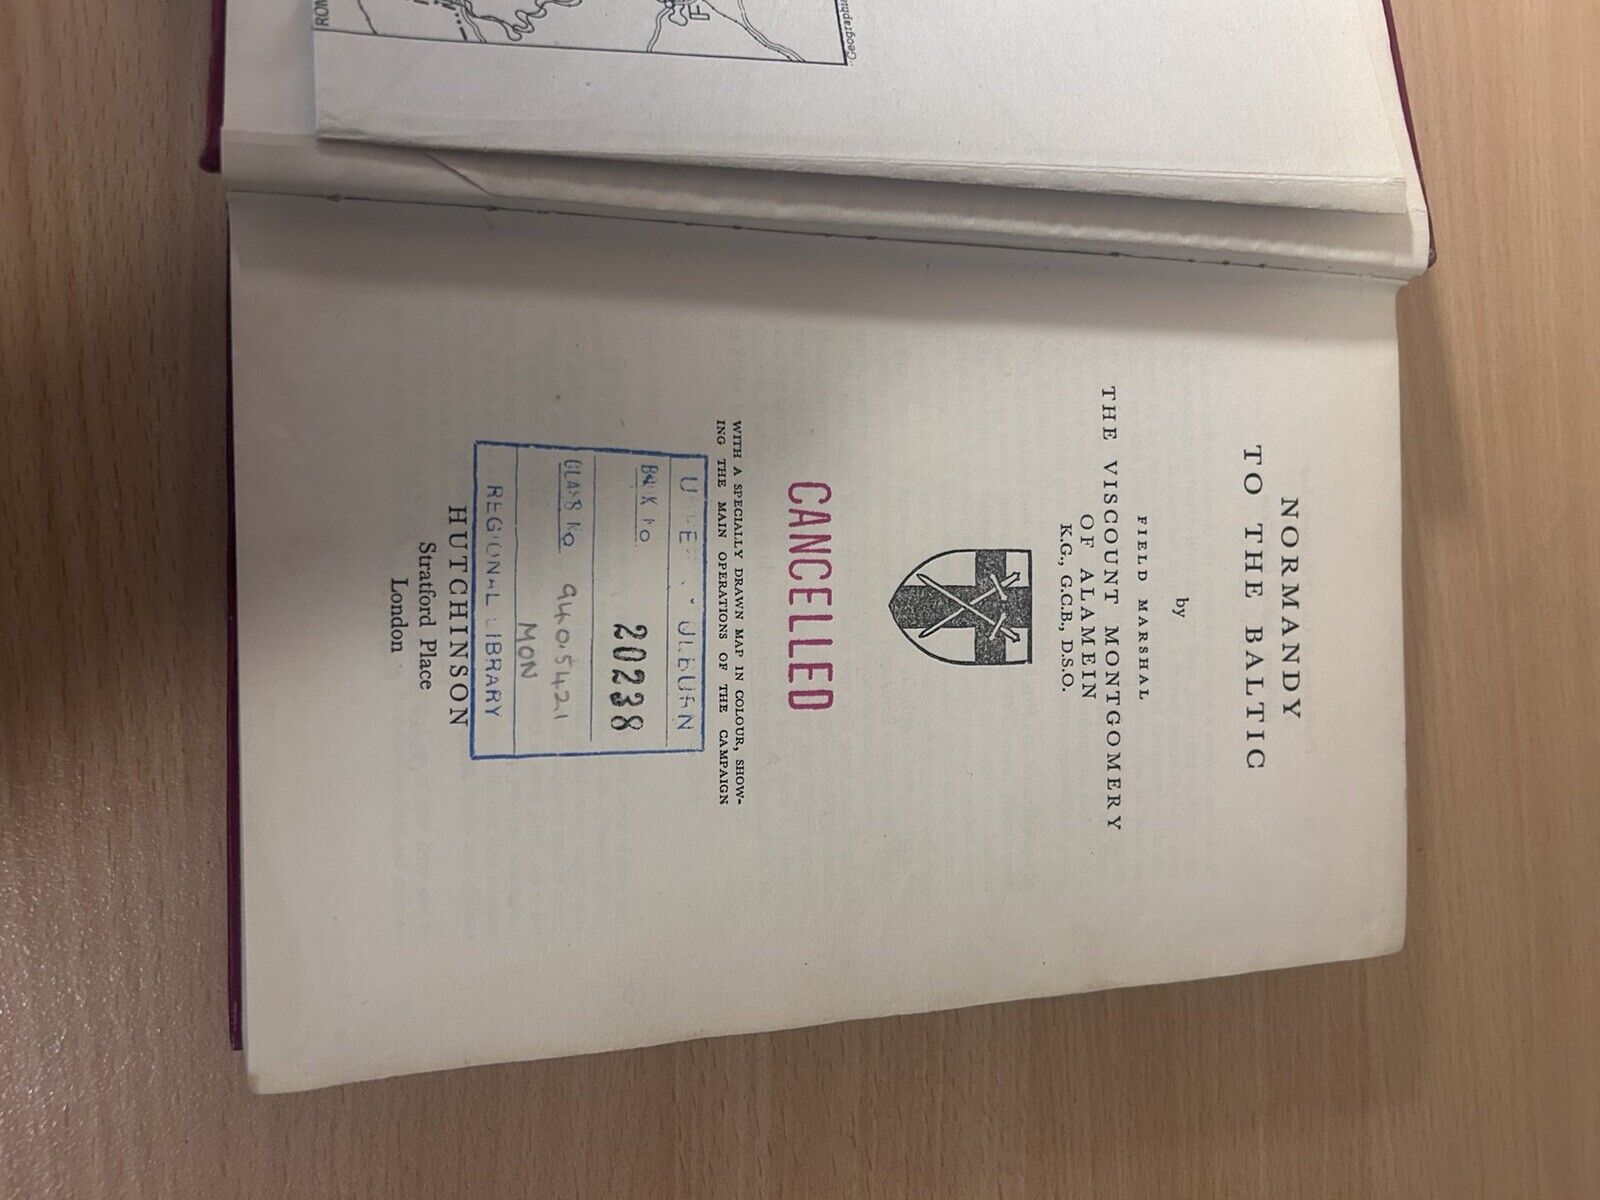 NORMANDY
TO THE BALTIC
by
FIELD MARSHAL
THE VISCOUNT MONTGOMERY
OF ALAMEIN
K.G., G.C.B., D.S.O.
CANCELLED
WITH A SPECIALLY DRAWN MAP IN COLOUR, SHOW-
ING THE MAIN OPERATIONS OF THE CAMPAIGN
20238
CLASS No 940.5421
MON
REGIONAL LIBRARY
HUTCHINSON
Stratford Place
London